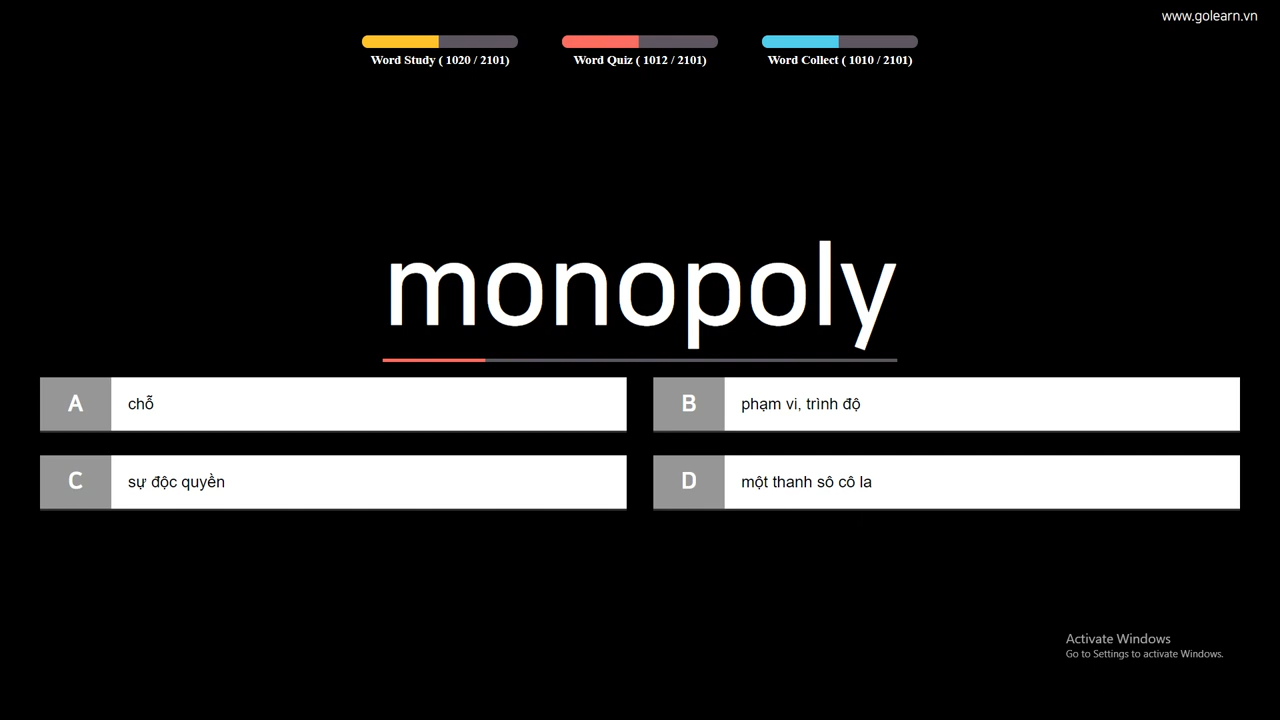 www.golearn.vn
Word Study ( 1020 / 2101)
Word Quiz ( 1012 / 2101)
Word Collect ( 1010 / 2101)
monopoly
A chỗ
B phạm vi, trình độ
C sự độc quyền
D một thanh sô cô la
Activate Windows
Go to Settings to activate Windows.